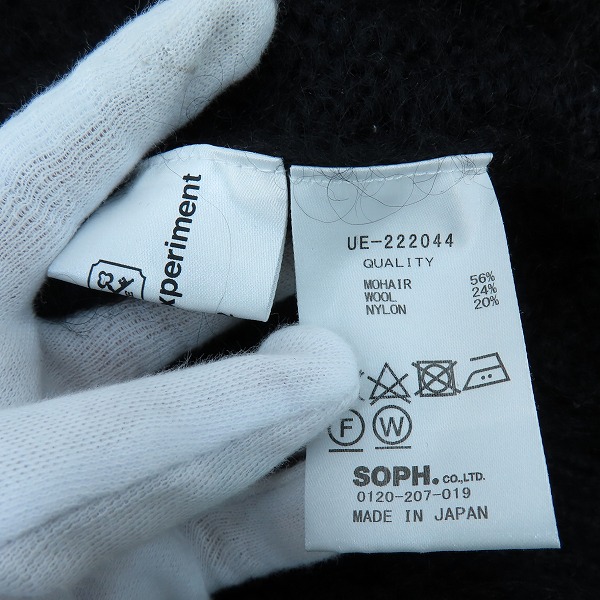 xperiment
UE-222044
QUALITY
MOHAIR 56%
WOOL 24%
NYLON 20%
F W
SOPH. CO.,LTD.
0120-207-019
MADE IN JAPAN